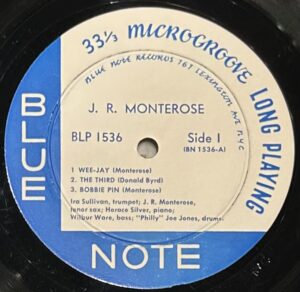 33⅓ MICROGROOVE LONG PLAYING
BLUE NOTE RECORDS 767 LEXINGTON AVE NYC
BLUE
J. R. MONTEROSE
BLP 1536
Side 1
(BN 1536-A)
1 WEE-JAY (Monterose)
2. THE THIRD (Donald Byrd)
3. BOBBIE PIN (Monterose)
Ira Sullivan, trumpet; J. R. Monterose,
tenor sax; Horace Silver, piano;
Wilbur Ware, bass; "Philly" Joe Jones, drums.
NOTE